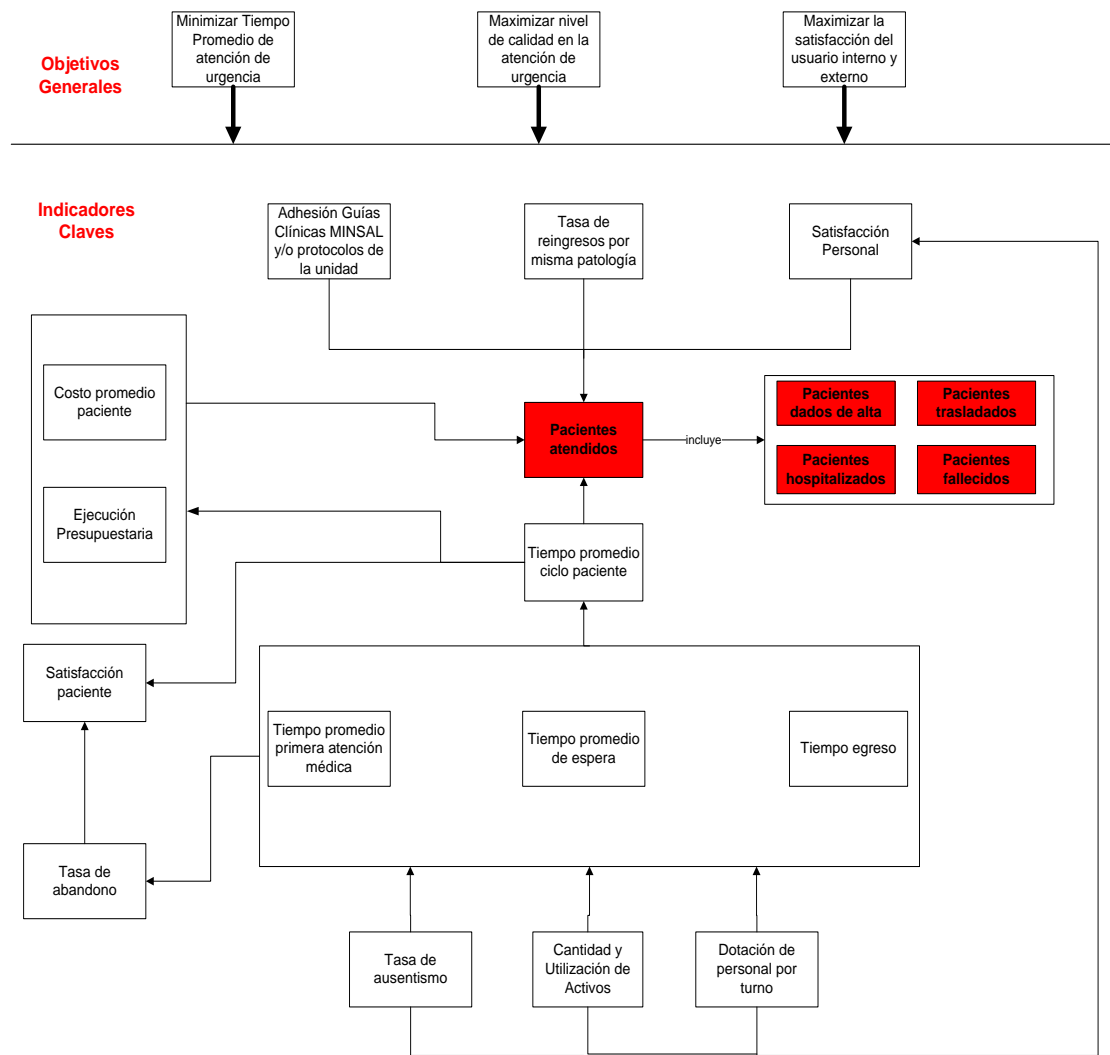 Minimizar Tiempo
Promedio de
atención de
urgencia
Maximizar nivel
de calidad en la
atención de
urgencia
Maximizar la
satisfacción del
usuario interno y
externo
Objetivos
Generales
Indicadores
Claves
Adhesión Guías
Clínicas MINSAL
y/o protocolos de
la unidad
Tasa de
reingresos por
misma patología
Satisfacción
Personal
Costo promedio
paciente
Pacientes
atendidos
incluye
Pacientes
dados de alta
Pacientes
trasladados
Pacientes
hospitalizados
Pacientes
fallecidos
Ejecución
Presupuestaria
Tiempo promedio
ciclo paciente
Satisfacción
paciente
Tiempo promedio
primera atención
médica
Tiempo promedio
de espera
Tiempo egreso
Tasa de
abandono
Tasa de
ausentismo
Cantidad y
Utilización de
Activos
Dotación de
personal por
turno